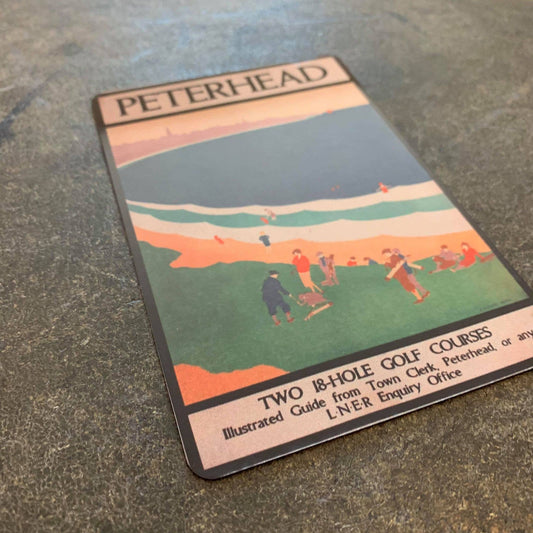 PETERHEAD
TWO 18-HOLE GOLF COURSES
Illustrated Guide from Town Clerk, Peterhead, or any
L·N·E·R Enquiry Office